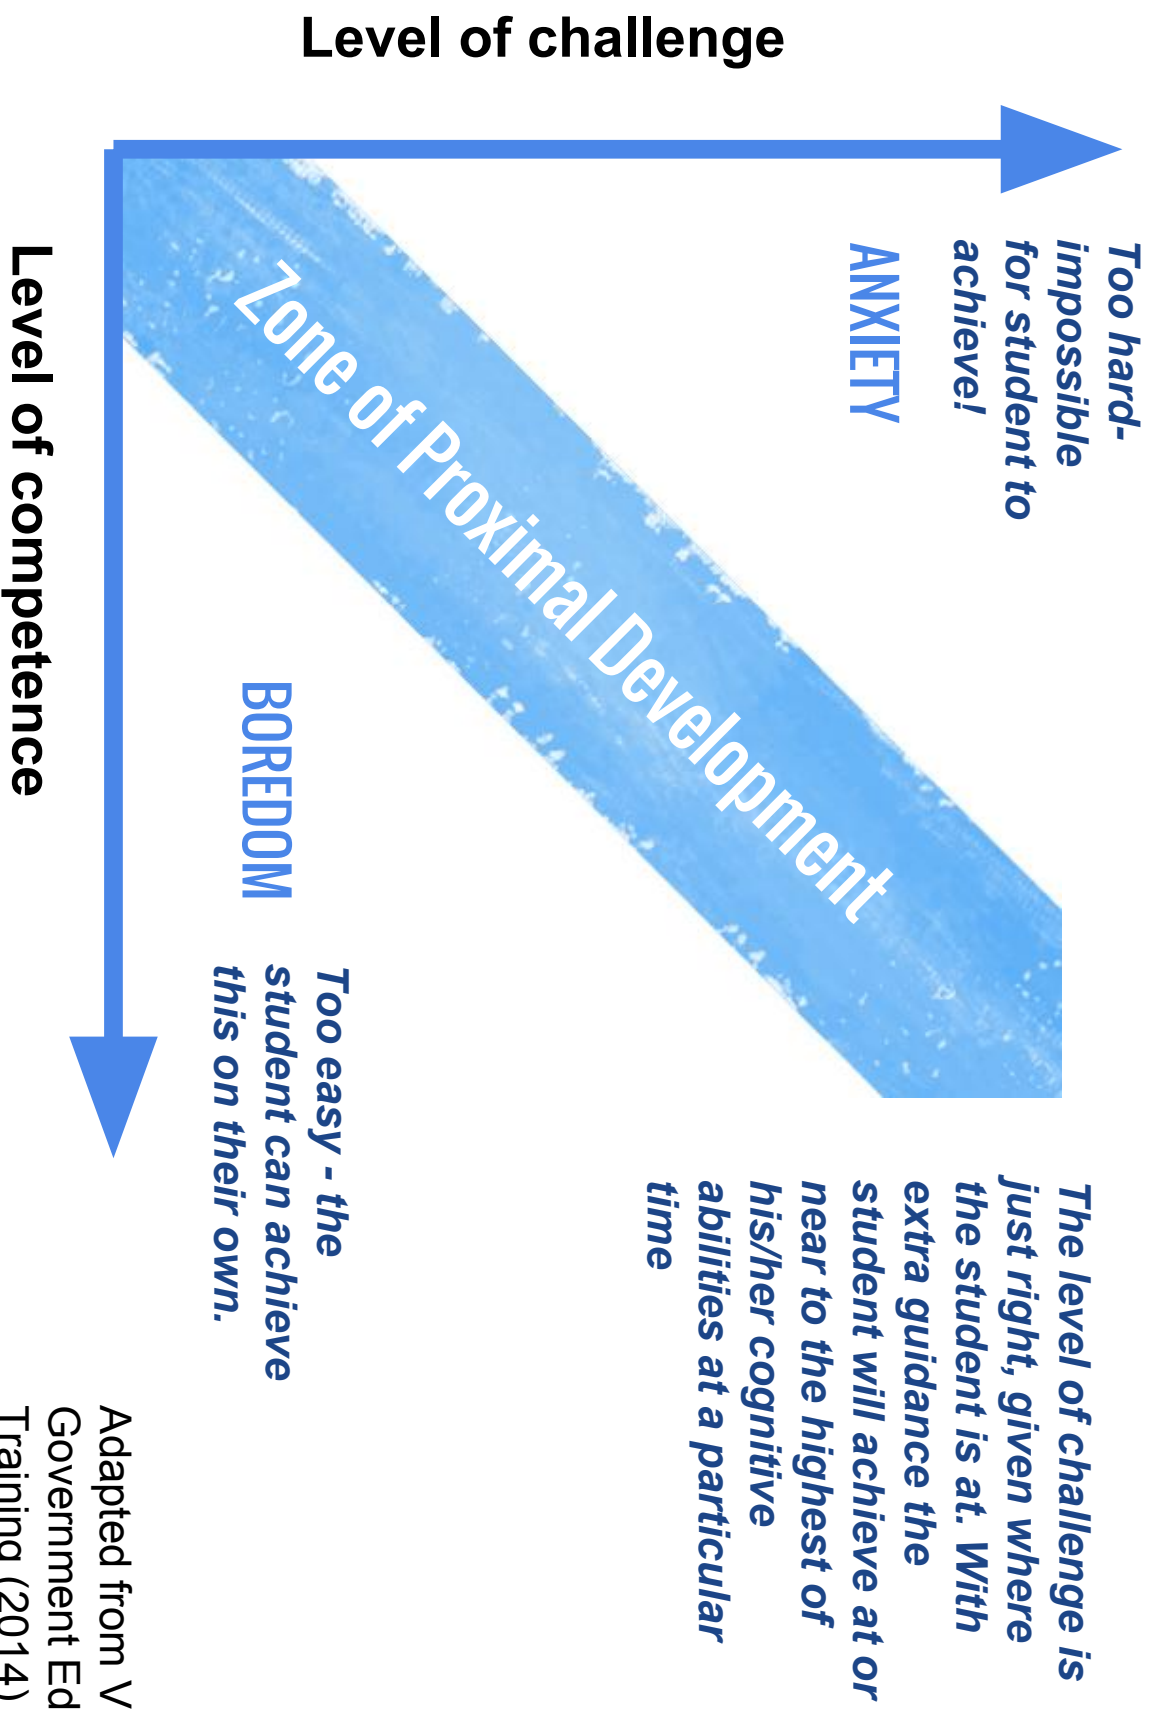 Level of challenge
Too hard-
impossible
for student to
achieve!
ANXIETY
Zone of Proximal Development
The level of challenge is
just right, given where
the student is at. With
extra guidance the
student will achieve at or
near to the highest of
his/her cognitive
abilities at a particular
time
BOREDOM
Too easy - the
student can achieve
this on their own.
Level of competence
Adapted from V
Government Ed
Training (2014)